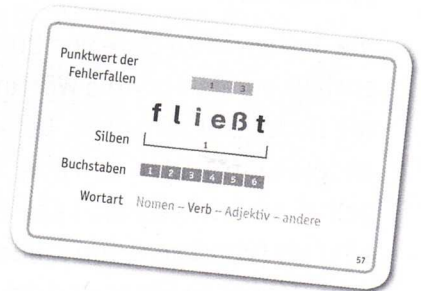 Punktwert der
Fehlerfallen
1 3
fließt
Silben
1
Buchstaben
1 2 3 4 5 6
Wortart Nomen – Verb – Adjektiv – andere
57